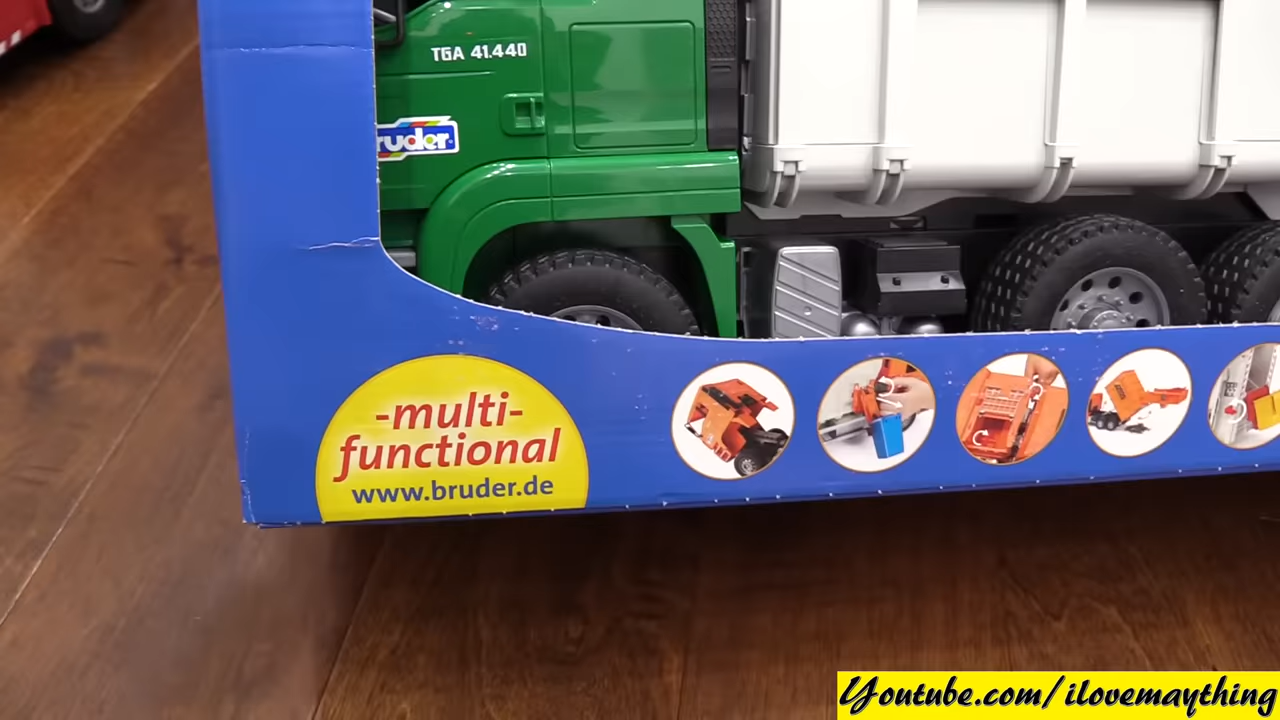 TGA 41.440
bruder
-multi-
functional
www.bruder.de
Youtube.com/ilovemaything